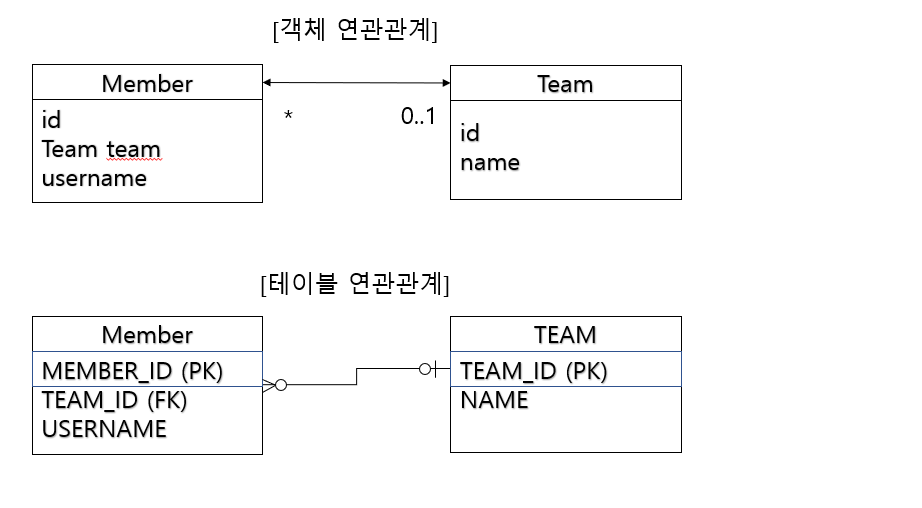 [객체 연관관계]
Member
id
Team team
username
*
0..1
Team
id
name
[테이블 연관관계]
Member
MEMBER_ID (PK)
TEAM_ID (FK)
USERNAME
TEAM
TEAM_ID (PK)
NAME